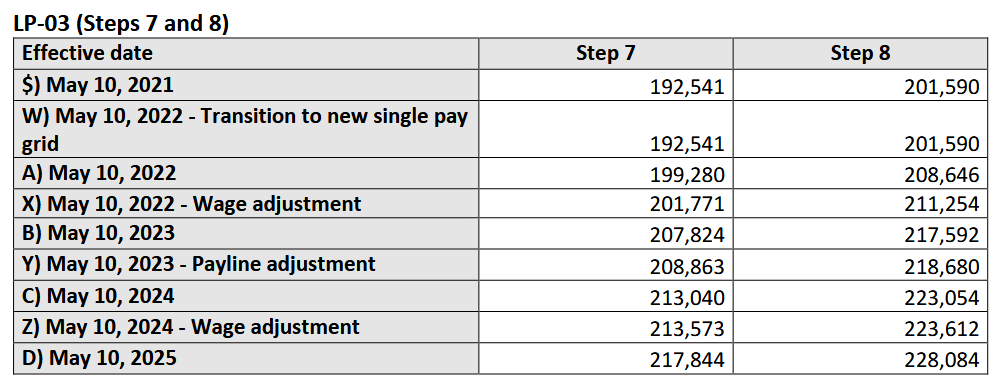 LP-03 (Steps 7 and 8)
Effective date Step 7 Step 8
$) May 10, 2021 192,541 201,590
W) May 10, 2022 - Transition to new single pay
grid 192,541 201,590
A) May 10, 2022 199,280 208,646
X) May 10, 2022 - Wage adjustment 201,771 211,254
B) May 10, 2023 207,824 217,592
Y) May 10, 2023 - Payline adjustment 208,863 218,680
C) May 10, 2024 213,040 223,054
Z) May 10, 2024 - Wage adjustment 213,573 223,612
D) May 10, 2025 217,844 228,084